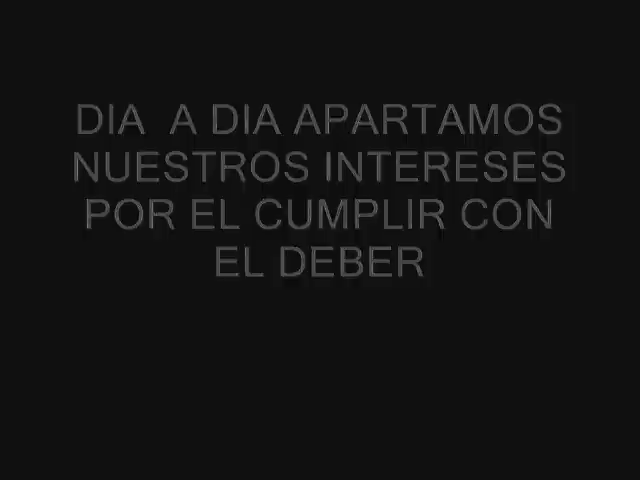 DIA  A DIA APARTAMOS
NUESTROS INTERESES
POR EL CUMPLIR CON
EL DEBER